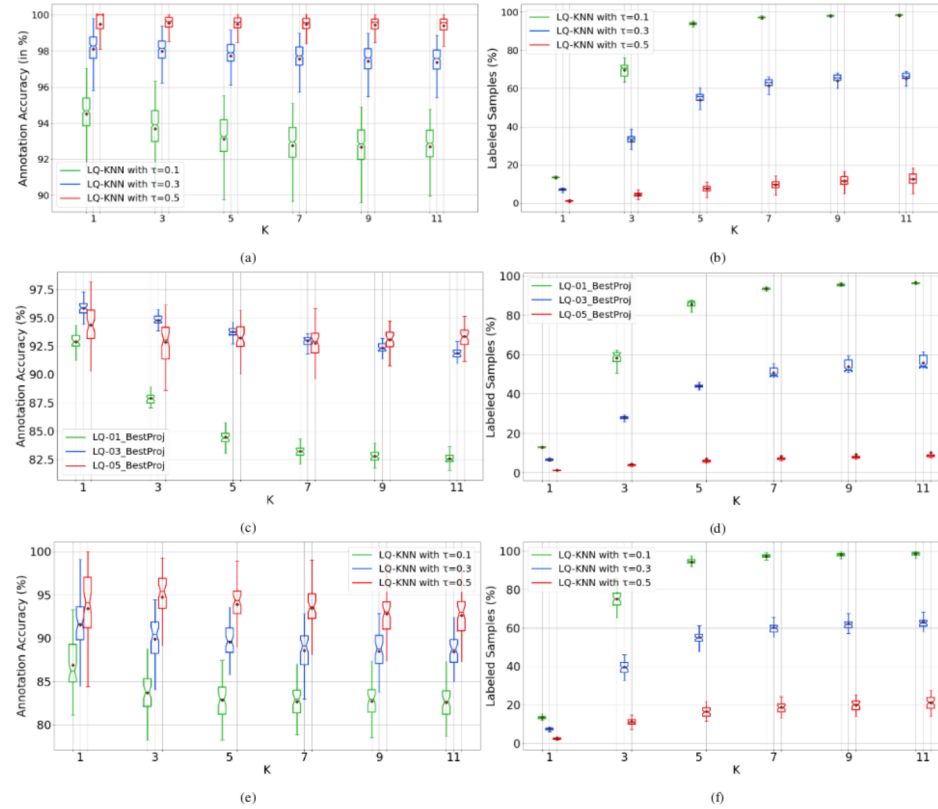 Annotation Accuracy (in %)
100
98
96
94
92
90
LQ-KNN with τ=0.1
LQ-KNN with τ=0.3
LQ-KNN with τ=0.5
1 3 5 7 9 11
K
(a)
Labeled Samples (%)
100
80
60
40
20
0
LQ-KNN with τ=0.1
LQ-KNN with τ=0.3
LQ-KNN with τ=0.5
1 3 5 7 9 11
K
(b)
Annotation Accuracy (%)
97.5
95.0
92.5
90.0
87.5
85.0
82.5
LQ-01_BestProj
LQ-03_BestProj
LQ-05_BestProj
1 3 5 7 9 11
K
(c)
Labeled Samples (%)
100
80
60
40
20
0
LQ-01_BestProj
LQ-03_BestProj
LQ-05_BestProj
1 3 5 7 9 11
K
(d)
Annotation Accuracy (%)
100
95
90
85
80
LQ-KNN with τ=0.1
LQ-KNN with τ=0.3
LQ-KNN with τ=0.5
1 3 5 7 9 11
K
(e)
Labeled Samples (%)
100
80
60
40
20
0
LQ-KNN with τ=0.1
LQ-KNN with τ=0.3
LQ-KNN with τ=0.5
1 3 5 7 9 11
K
(f)